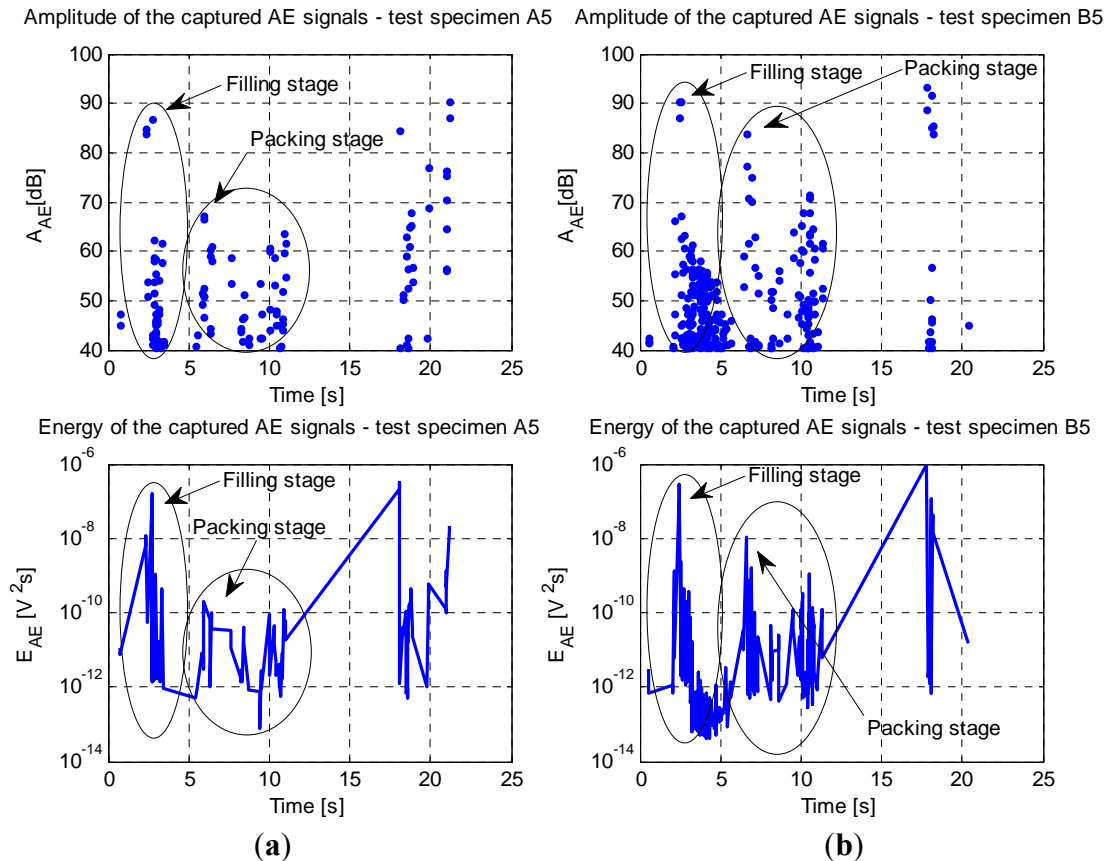 Amplitude of the captured AE signals - test specimen A5
Filling stage
Packing stage
A_AE[dB]
90
80
70
60
50
40
0
5
10
15
20
25
Time [s]
Amplitude of the captured AE signals - test specimen B5
Filling stage
Packing stage
A_AE[dB]
100
90
80
70
60
50
40
0
5
10
15
20
25
Time [s]
Energy of the captured AE signals - test specimen A5
Filling stage
Packing stage
E_AE [V ²s]
10⁻⁶
10⁻⁸
10⁻¹⁰
10⁻¹²
10⁻¹⁴
0
5
10
15
20
25
Time [s]
(a)
Energy of the captured AE signals - test specimen B5
Filling stage
Packing stage
E_AE [V ²s]
10⁻⁶
10⁻⁸
10⁻¹⁰
10⁻¹²
10⁻¹⁴
0
5
10
15
20
25
Time [s]
(b)